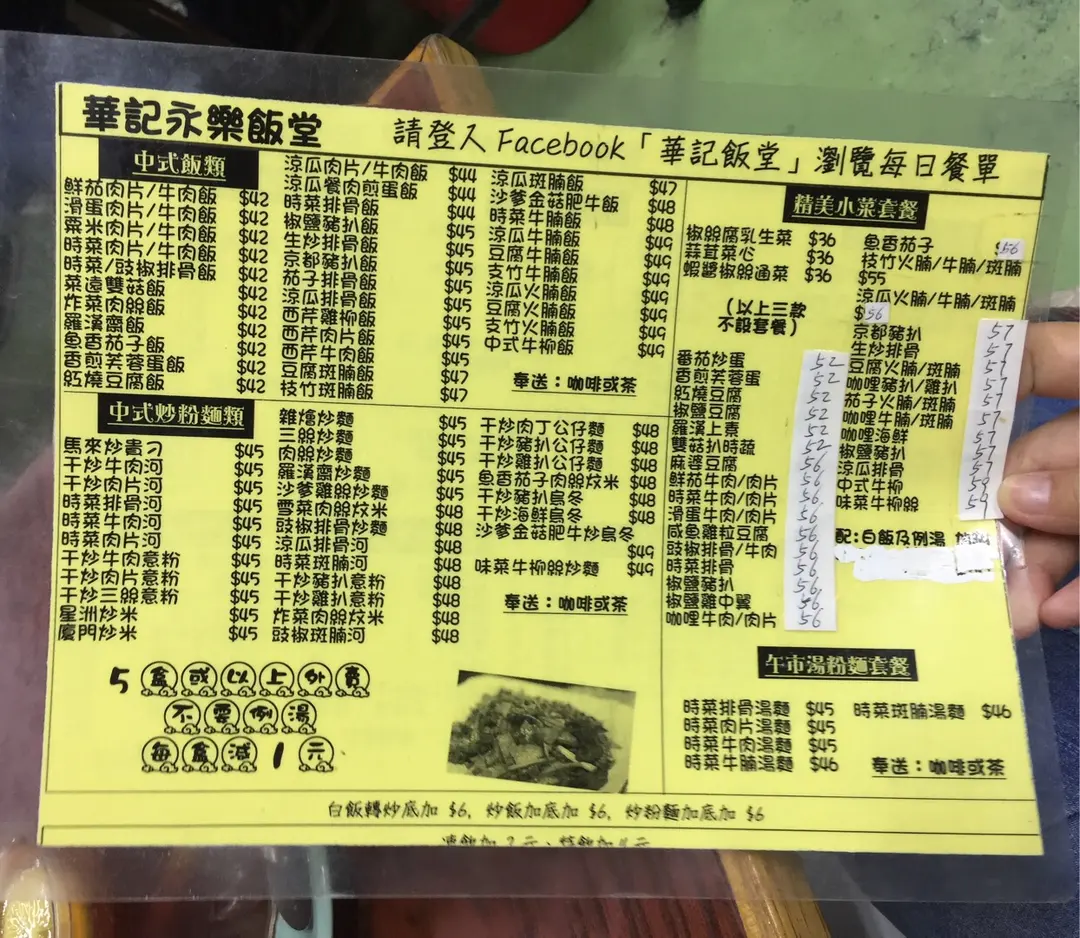 華記永樂飯堂
請登入 Facebook「華記飯堂」瀏覽每日餐單
中式飯類
鮮茄肉片/牛肉飯 $42
滑蛋肉片/牛肉飯 $42
粟米肉片/牛肉飯 $42
時菜肉片/牛肉飯 $42
時菜/豉椒排骨飯 $42
菜遠雙菇飯 $42
炸菜肉絲飯 $42
羅漢齋飯 $42
魚香茄子飯 $42
香煎芙蓉蛋飯 $42
紅燒豆腐飯 $42
涼瓜肉片/牛肉飯 $44
涼瓜餐肉煎蛋飯 $44
時菜排骨飯 $44
椒鹽豬扒飯 $45
生炒排骨飯 $45
京都豬扒飯 $45
茄子排骨飯 $45
涼瓜排骨飯 $45
西芹雞柳飯 $45
西芹肉片飯 $45
西芹牛肉飯 $45
豆腐斑腩飯 $47
枝竹斑腩飯 $47
涼瓜斑腩飯 $47
沙爹金菇肥牛飯 $48
時菜牛腩飯 $48
涼瓜牛腩飯 $49
豆腐牛腩飯 $49
支竹牛腩飯 $49
涼瓜火腩飯 $49
豆腐火腩飯 $49
支竹火腩飯 $49
中式牛柳飯 $49
奉送：咖啡或茶
中式炒粉麵類
馬來炒貴刁 $45
干炒牛肉河 $45
干炒肉片河 $45
時菜排骨河 $45
時菜牛肉河 $45
時菜肉片河 $45
干炒牛肉意粉 $45
干炒肉片意粉 $45
干炒三絲意粉 $45
星洲炒米 $45
廈門炒米 $45
雜燴炒麵 $45
三絲炒麵 $45
肉絲炒麵 $45
羅漢齋炒麵 $45
沙爹雞絲炒麵 $45
雪菜肉絲炆米 $48
豉椒排骨炒麵 $48
涼瓜排骨河 $48
時菜斑腩河 $48
干炒豬扒意粉 $48
干炒雞扒意粉 $48
炸菜肉絲炆米 $48
豉椒斑腩河 $48
干炒肉丁公仔麵 $48
干炒豬扒公仔麵 $48
干炒雞扒公仔麵 $48
魚香茄子肉絲炆米 $48
干炒豬扒烏冬 $48
干炒海鮮烏冬 $48
沙爹金菇肥牛炒烏冬 $49
味菜牛柳絲炒麵 $49
奉送：咖啡或茶
5盒或以上外賣
不要例湯
每盒減1元
精美小菜套餐
椒絲腐乳生菜 $36
蒜茸菜心 $36
蝦醬椒絲通菜 $36
(以上三款
不設套餐)
番茄炒蛋 52
香煎芙蓉蛋 52
紅燒豆腐 52
椒鹽豆腐 52
羅漢上素 52
雙菇扒時蔬 52
麻婆豆腐 56
鮮茄牛肉/肉片 56
時菜牛肉/肉片 56
滑蛋牛肉/肉片 56
咸魚雞粒豆腐 56
豉椒排骨/牛肉 56
時菜排骨 56
椒鹽豬扒 56
椒鹽雞中翼 56
咖喱牛肉/肉片 56
魚香茄子 $56
枝竹火腩/牛腩/斑腩
$55
涼瓜火腩/牛腩/斑腩
$56
京都豬扒 57
生炒排骨 57
豆腐火腩/斑腩 57
咖喱豬扒/雞扒 57
茄子火腩/斑腩 57
咖喱牛腩/斑腩 57
咖喱海鮮 57
椒鹽豬扒 57
涼瓜排骨 57
中式牛柳 59
味菜牛柳絲 59
配:白飯及例湯
午市湯粉麵套餐
時菜排骨湯麵 $45
時菜肉片湯麵 $45
時菜牛肉湯麵 $45
時菜牛腩湯麵 $46
時菜斑腩湯麵 $46
奉送：咖啡或茶
白飯轉炒底加 $6, 炒飯加底加 $6, 炒粉麵加底加 $6